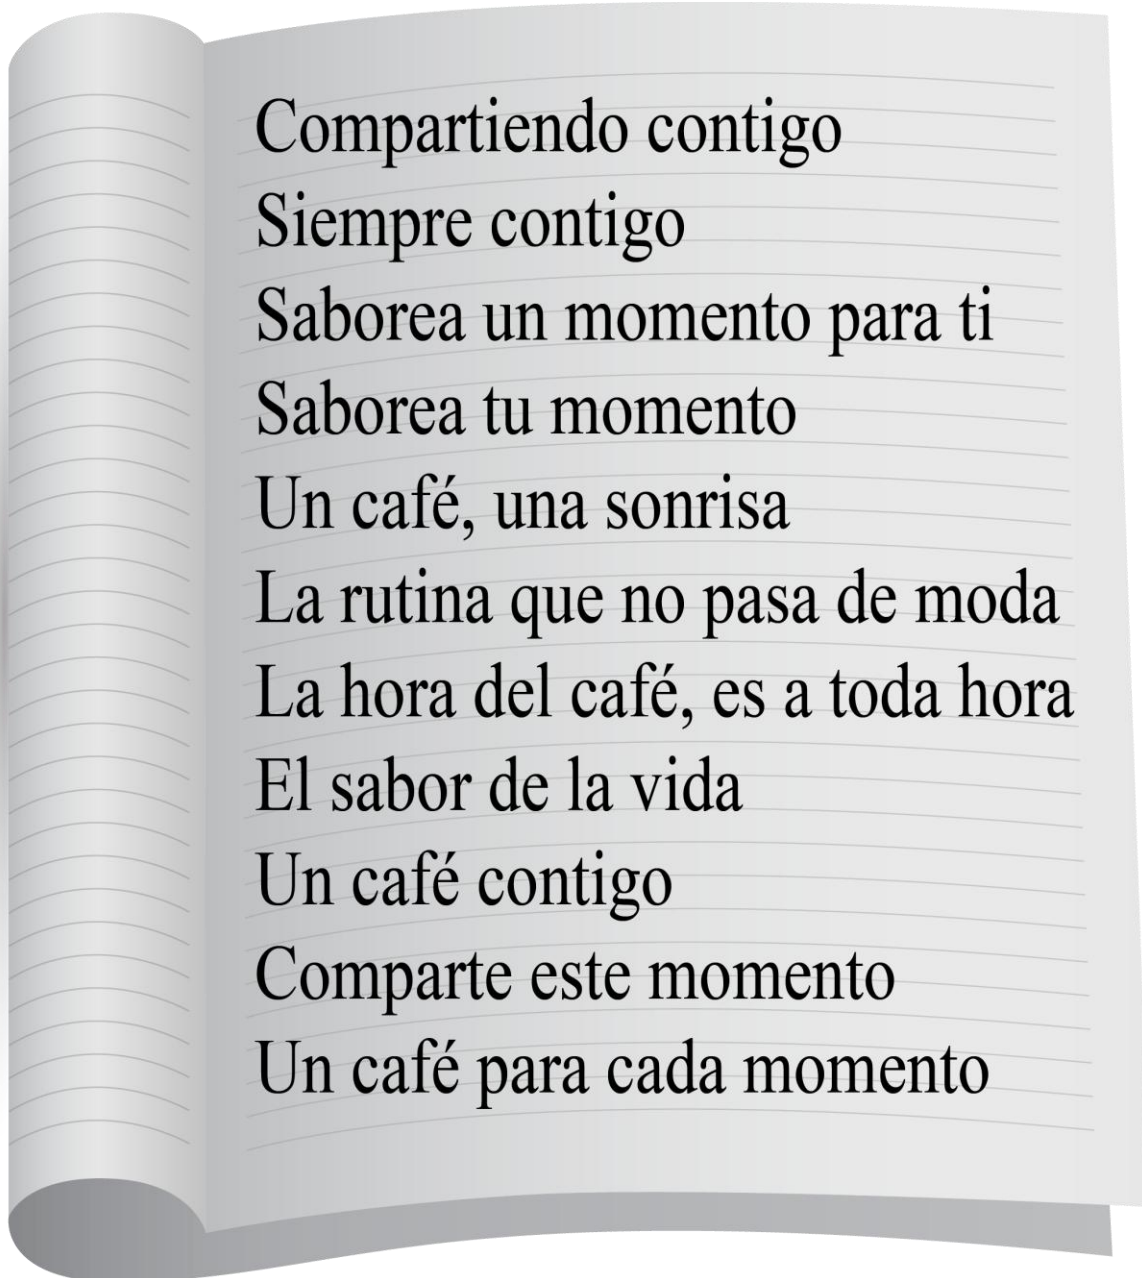 Compartiendo contigo
Siempre contigo
Saborea un momento para ti
Saborea tu momento
Un café, una sonrisa
La rutina que no pasa de moda
La hora del café, es a toda hora
El sabor de la vida
Un café contigo
Comparte este momento
Un café para cada momento